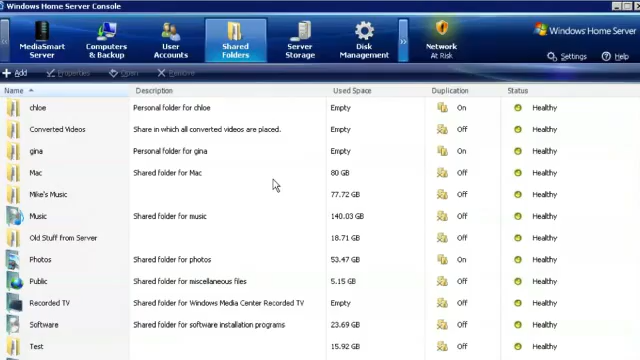 Windows Home Server Console
MediaSmart Server
Computers & Backup
User Accounts
Shared Folders
Server Storage
Disk Management
Network At Risk
Windows Home Server
Settings
Help
Add
Properties
Open
Remove
Name Description Used Space Duplication Status
chloe Personal folder for chloe Empty On Healthy
Converted Videos Share in which all converted videos are placed. Empty Off Healthy
gina Personal folder for gina Empty On Healthy
Mac Shared folder for Mac 80 GB Off Healthy
Mike's Music 77.72 GB Off Healthy
Music Shared folder for music 140.03 GB Off Healthy
Old Stuff from Server 18.71 GB Off Healthy
Photos Shared folder for photos 53.47 GB On Healthy
Public Shared folder for miscellaneous files 5.15 GB Off Healthy
Recorded TV Shared folder for Windows Media Center Recorded TV Empty Off Healthy
Software Shared folder for software installation programs 23.69 GB Off Healthy
Test 15.92 GB Off Healthy